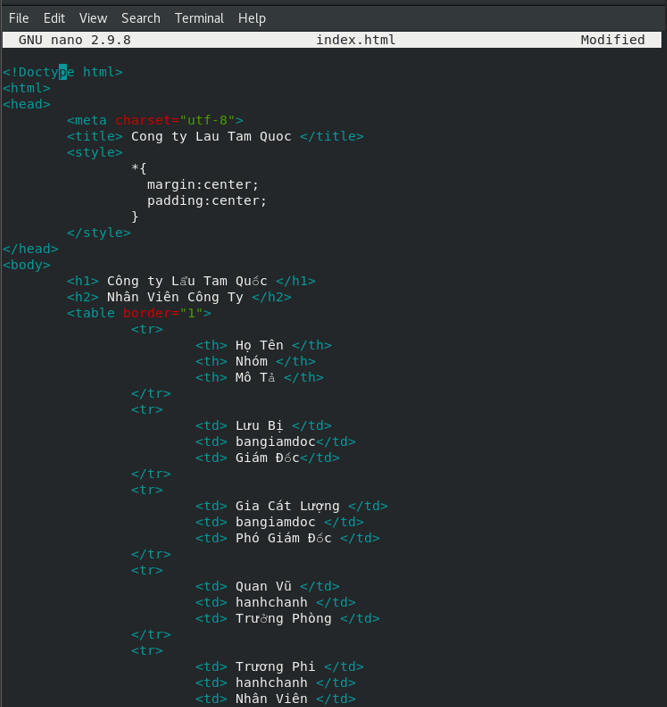 File Edit View Search Terminal Help
GNU nano 2.9.8 index.html Modified
<!Doctype html>
<html>
<head>
<meta charset="utf-8">
<title> Cong ty Lau Tam Quoc </title>
<style>
*{
margin:center;
padding:center;
}
</style>
</head>
<body>
<h1> Công ty Lẩu Tam Quốc </h1>
<h2> Nhân Viên Công Ty </h2>
<table border="1">
<tr>
<th> Họ Tên </th>
<th> Nhóm </th>
<th> Mô Tả </th>
</tr>
<tr>
<td> Lưu Bị </td>
<td> bangiamdoc</td>
<td> Giám Đốc</td>
</tr>
<tr>
<td> Gia Cát Lượng </td>
<td> bangiamdoc </td>
<td> Phó Giám Đốc </td>
</tr>
<tr>
<td> Quan Vũ </td>
<td> hanhchanh </td>
<td> Trưởng Phòng </td>
</tr>
<tr>
<td> Trương Phi </td>
<td> hanhchanh </td>
<td> Nhân Viên </td>